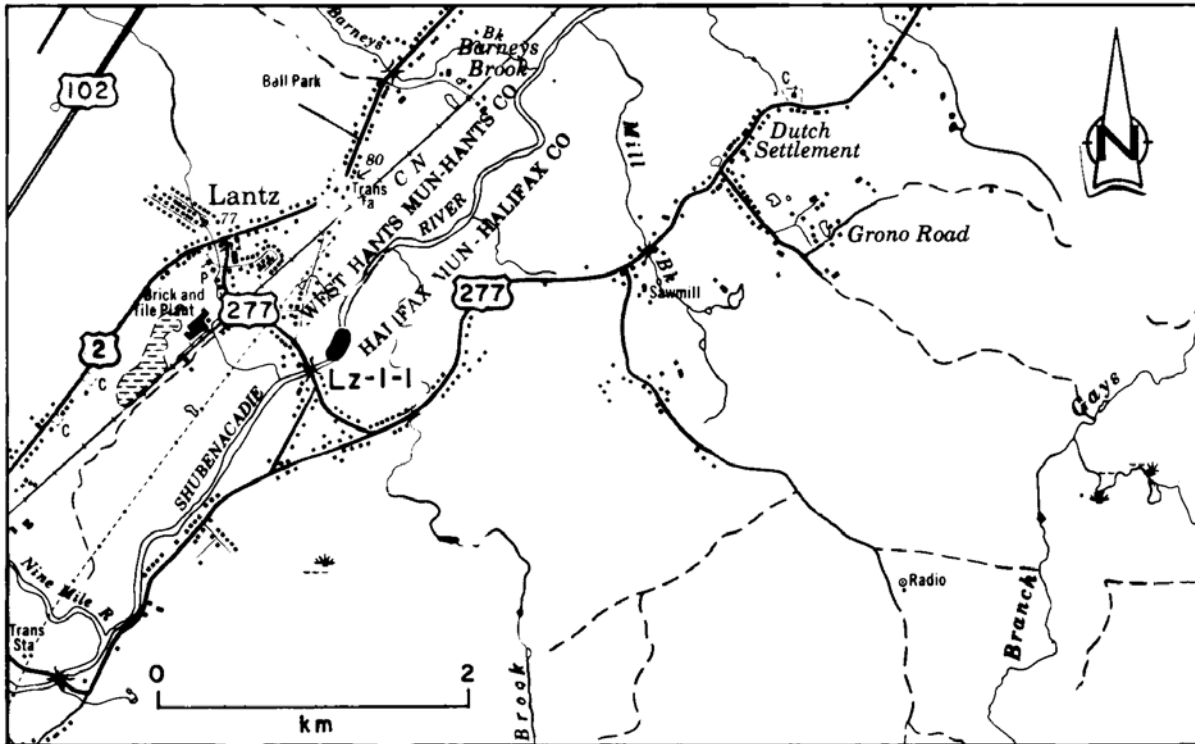 Barneys
Bk
Barneys
Brook
102
Ball Park
C
Mill
Dutch
Settlement
N
80
Trans
C N
WEST HANTS MUN-HANTS CO
RIVER
HALIFAX MUN-HALIFAX CO
Lantz
77
Grono Road
P
Brick and
Tile Plant
277
277
Bk
Sawmill
2
C
Lz-1-1
C
Gays
SHUBENACADIE
Nine Mile R
Radio
Trans
Sta
Branch
Brook
0
2
km